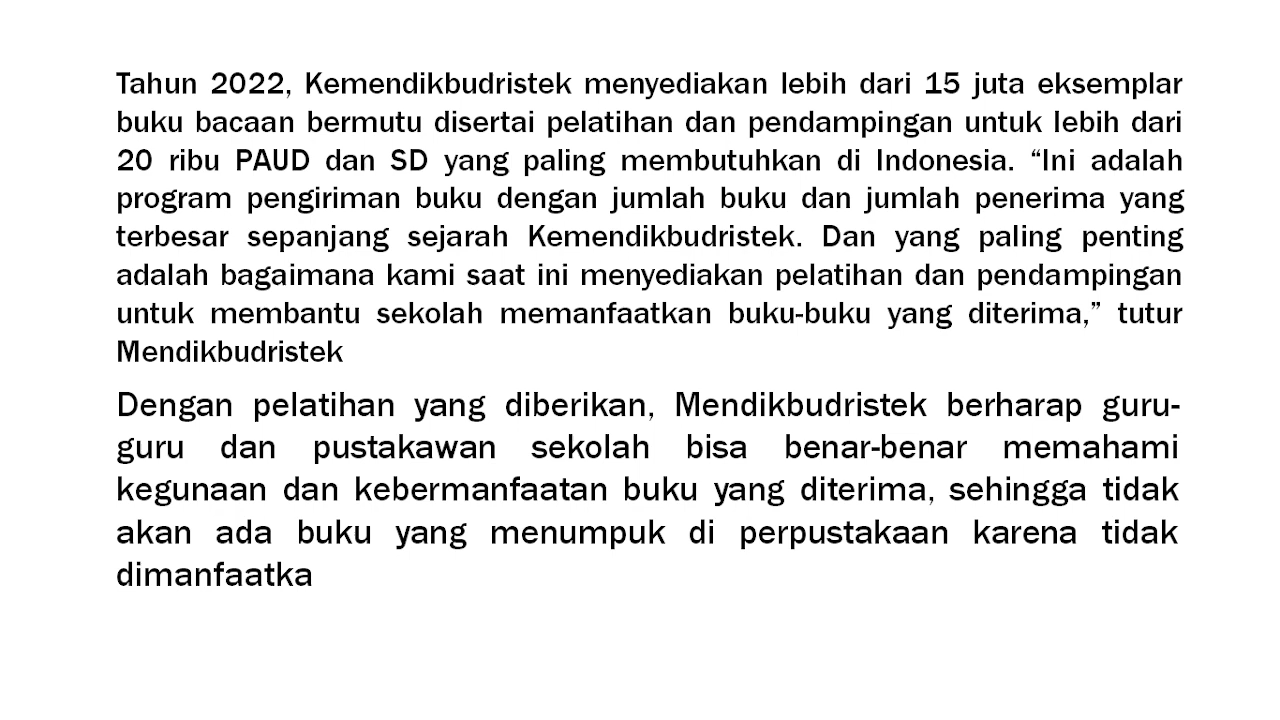 Tahun 2022, Kemendikbudristek menyediakan lebih dari 15 juta eksemplar
buku bacaan bermutu disertai pelatihan dan pendampingan untuk lebih dari
20 ribu PAUD dan SD yang paling membutuhkan di Indonesia. “Ini adalah
program pengiriman buku dengan jumlah buku dan jumlah penerima yang
terbesar sepanjang sejarah Kemendikbudristek. Dan yang paling penting
adalah bagaimana kami saat ini menyediakan pelatihan dan pendampingan
untuk membantu sekolah memanfaatkan buku-buku yang diterima,” tutur
Mendikbudristek
Dengan pelatihan yang diberikan, Mendikbudristek berharap guru-
guru dan pustakawan sekolah bisa benar-benar memahami
kegunaan dan kebermanfaatan buku yang diterima, sehingga tidak
akan ada buku yang menumpuk di perpustakaan karena tidak
dimanfaatka